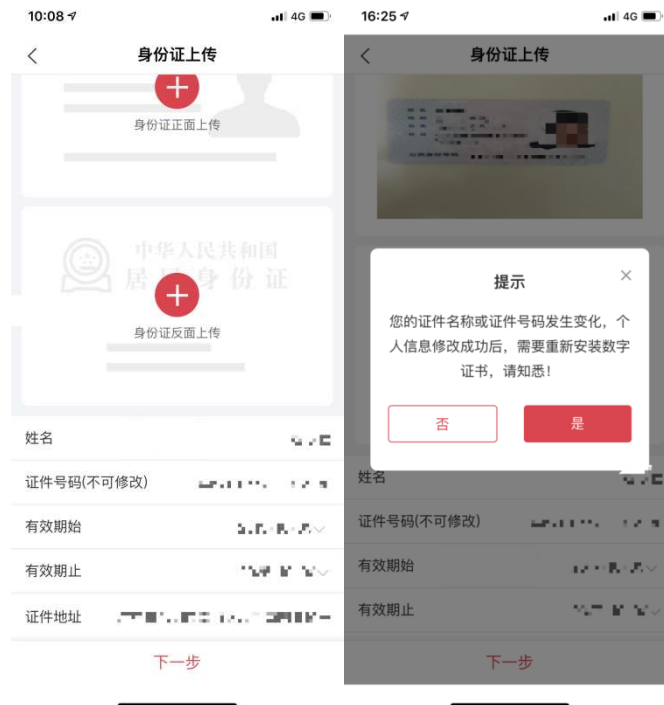 10:08
4G
身份证上传
身份证正面上传
中华人民共和国
居民身份证
身份证反面上传
姓名
证件号码(不可修改)
有效期始
有效期止
证件地址
下一步
16:25
4G
身份证上传
提示
您的证件名称或证件号码发生变化，个
人信息修改成功后，需要重新安装数字
证书，请知悉！
否
是
姓名
证件号码(不可修改)
有效期始
有效期止
下一步